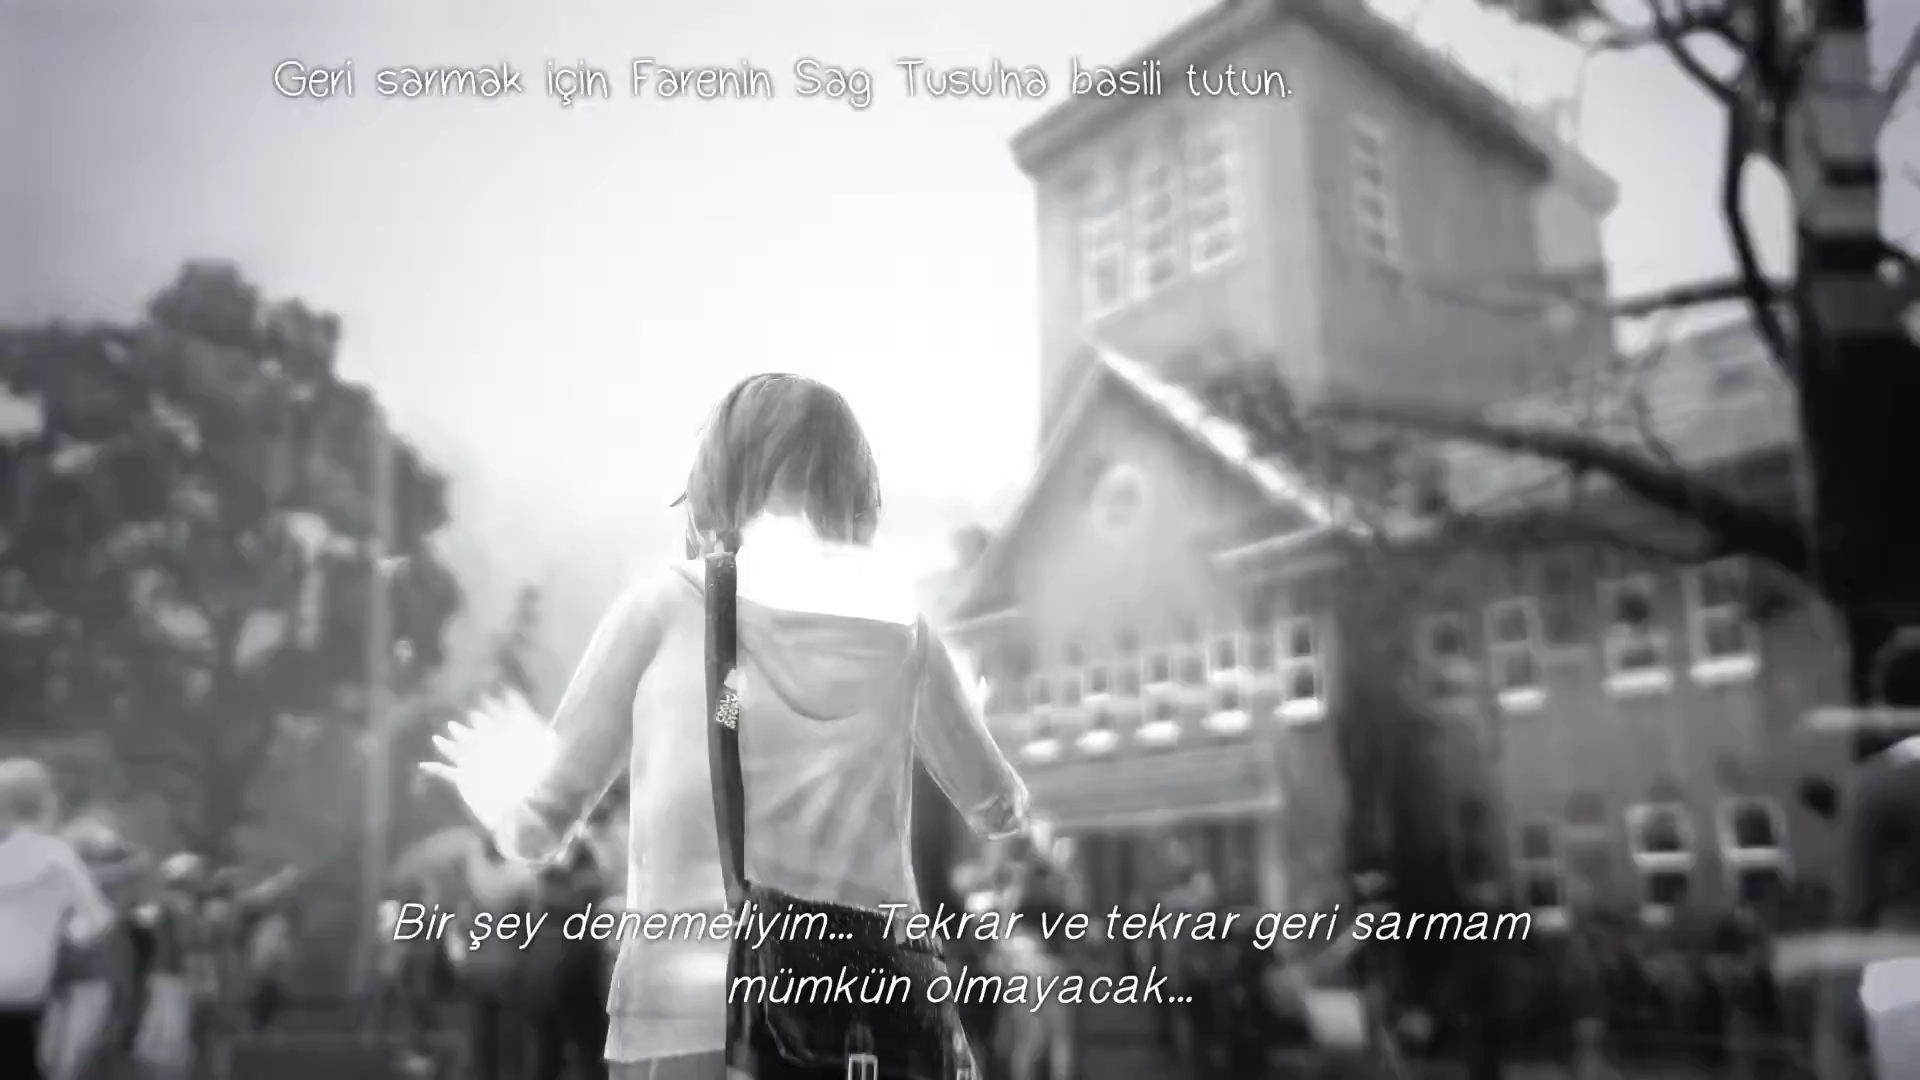 Geri sarmak için Farenin Sag Tusu'na basili tutun.
Bir şey denemeliyim... Tekrar ve tekrar geri sarmam
mümkün olmayacak...